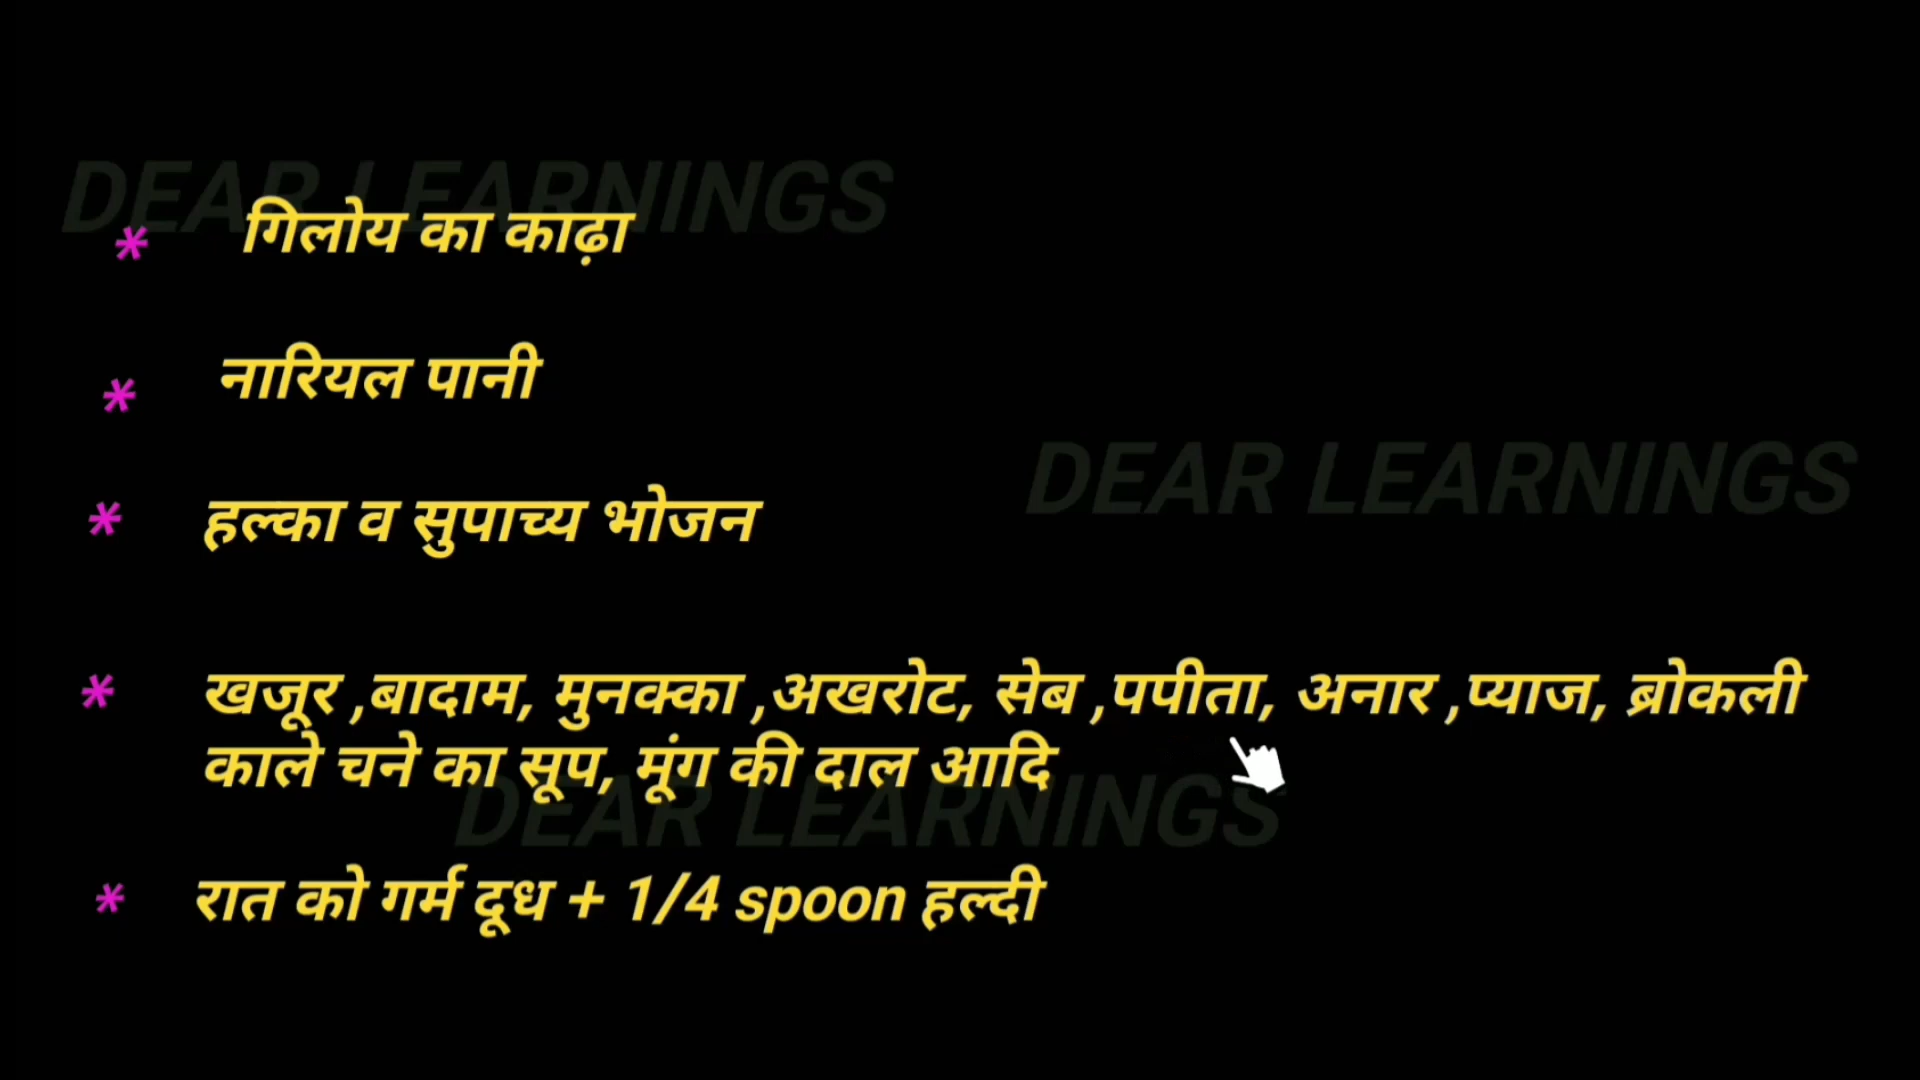 DEAR LEARNINGS
* गिलोय का काढ़ा
* नारियल पानी
DEAR LEARNINGS
* हल्का व सुपाच्य भोजन
* खजूर ,बादाम, मुनक्का ,अखरोट, सेब ,पपीता, अनार ,प्याज, ब्रोकली
काले चने का सूप, मूंग की दाल आदि
DEAR LEARNINGS
* रात को गर्म दूध + 1/4 spoon हल्दी